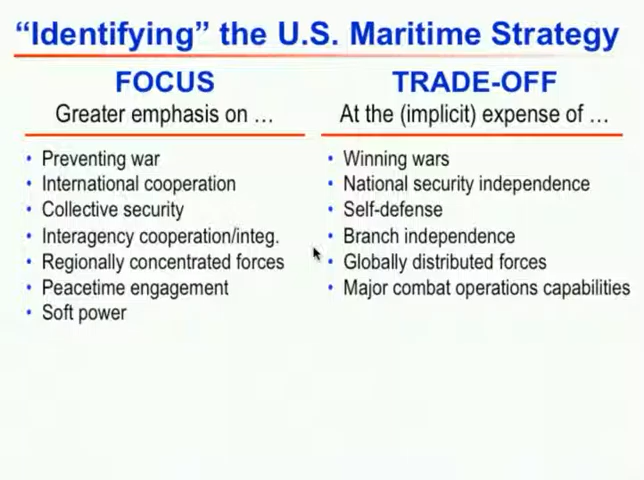 “Identifying” the U.S. Maritime Strategy
FOCUS
Greater emphasis on …
• Preventing war
• International cooperation
• Collective security
• Interagency cooperation/integ.
• Regionally concentrated forces
• Peacetime engagement
• Soft power
TRADE-OFF
At the (implicit) expense of …
• Winning wars
• National security independence
• Self-defense
• Branch independence
• Globally distributed forces
• Major combat operations capabilities